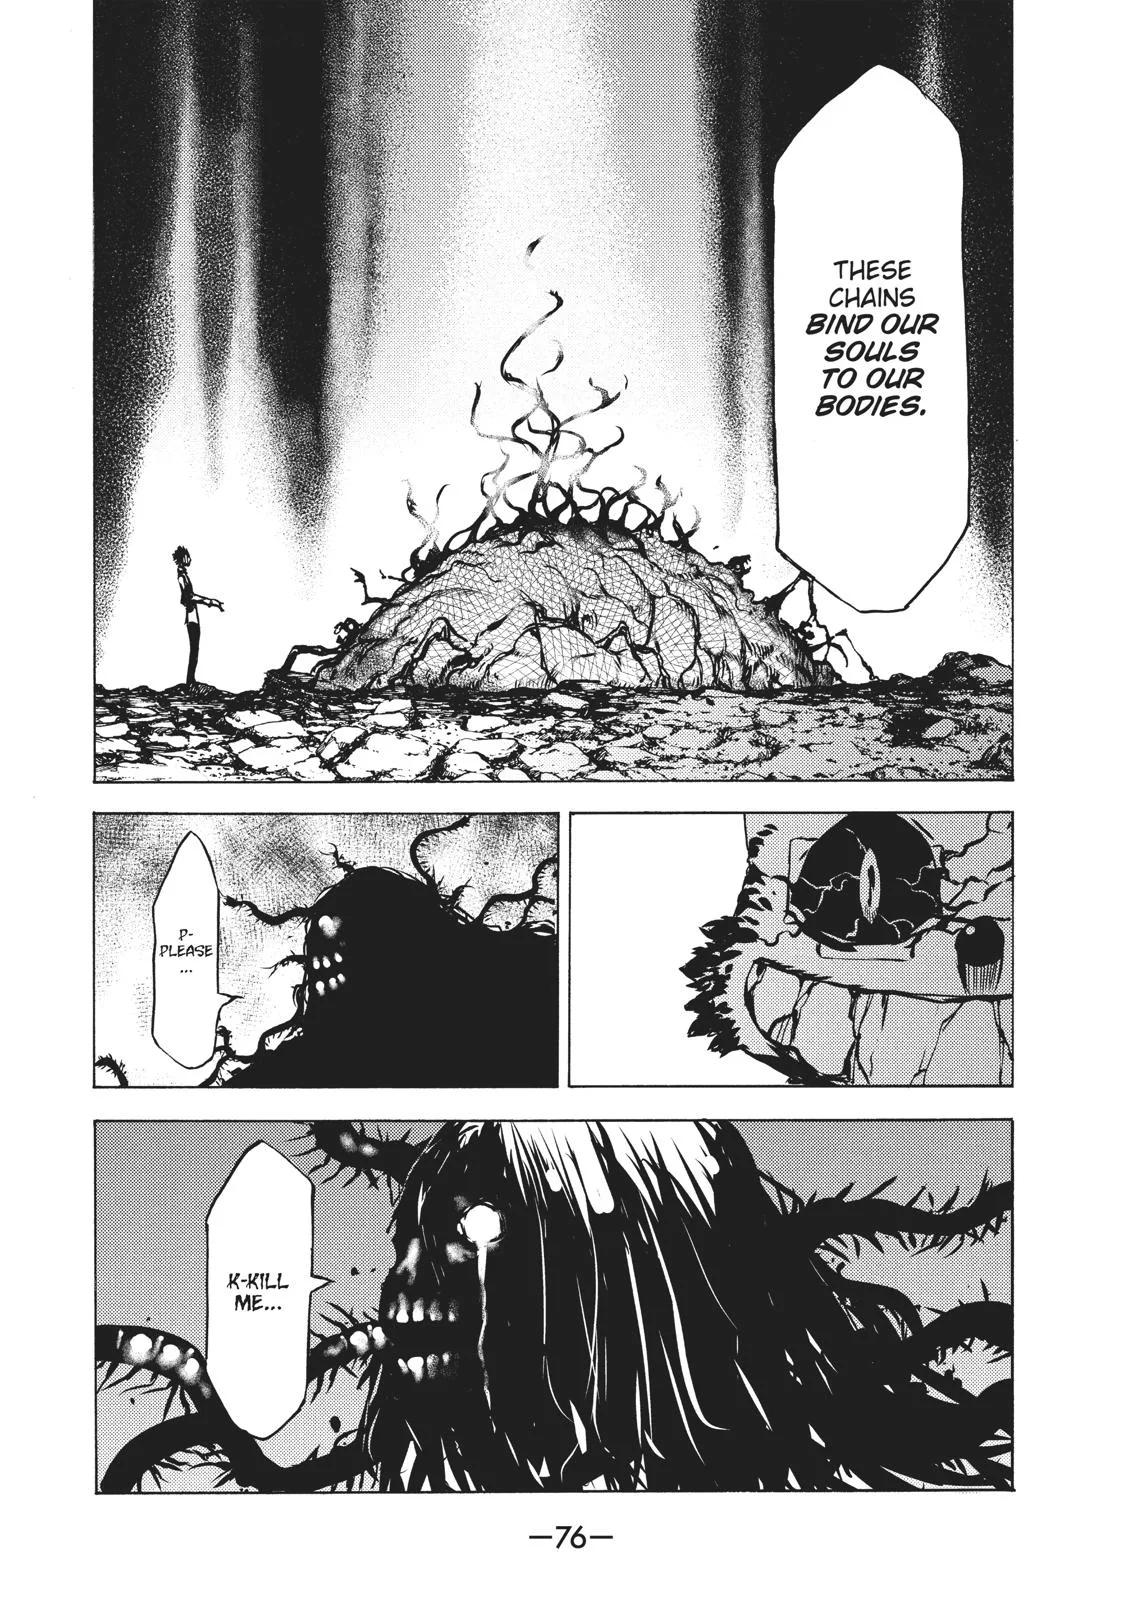 THESE
CHAINS
BIND OUR
SOULS
TO OUR
BODIES.
P-
PLEASE
...
K-KILL
ME...
—76—